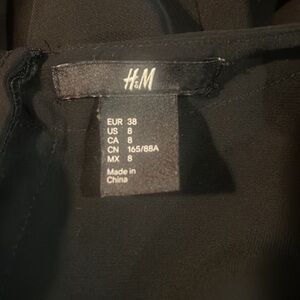 H&M
EUR 38
US 8
CA 8
CN 165/88A
MX 8
Made in
China